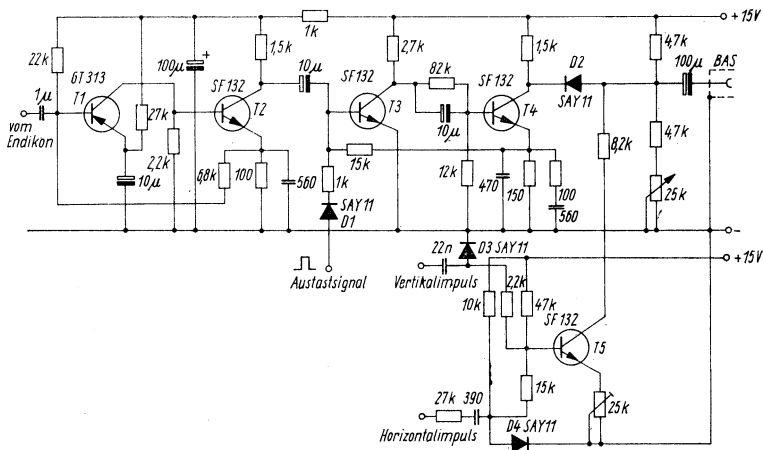 +15V
1k
22k
1,5k
2,7k
1,5k
D2
4,7k
100µ
BAS
GT313
100µ
+
10µ
SF132
82k
SF132
SAY11
1µ
T1
SF132
T2
T3
10µ
T4
vom
Endikon
27k
2,2k
10µ
6,8k
100
560
15k
1k
SAY11
D1
12k
470
150
100
560
8,2k
4,7k
25k
-
Austastsignal
22n
D3 SAY11
+15V
Vertikalimpuls
2,2k
10k
47k
SF132
T5
15k
25k
27k
390
D4 SAY11
Horizontalimpuls